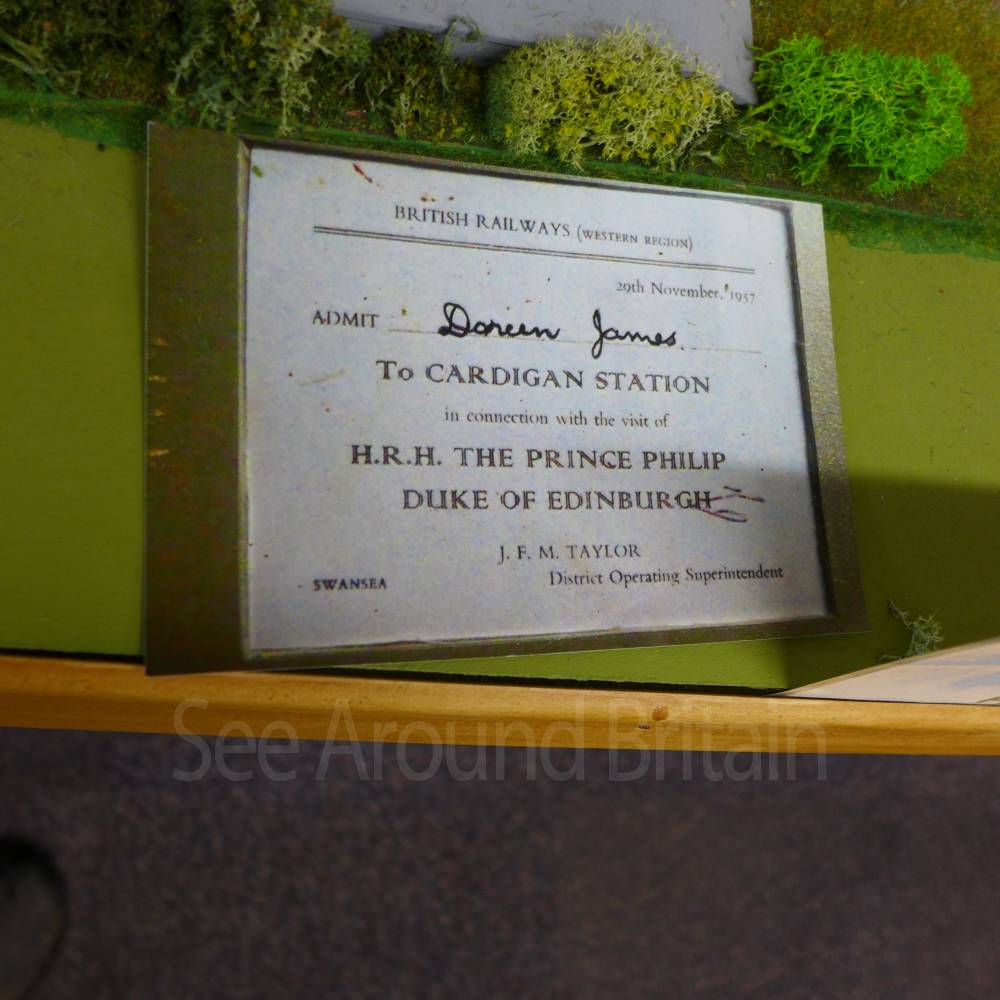 BRITISH RAILWAYS (WESTERN REGION)
29th November, 1957
ADMIT Doreen James
To CARDIGAN STATION
in connection with the visit of
H.R.H. THE PRINCE PHILIP
DUKE OF EDINBURGH
J. F. M. TAYLOR
SWANSEA District Operating Superintendent
See Around Britain